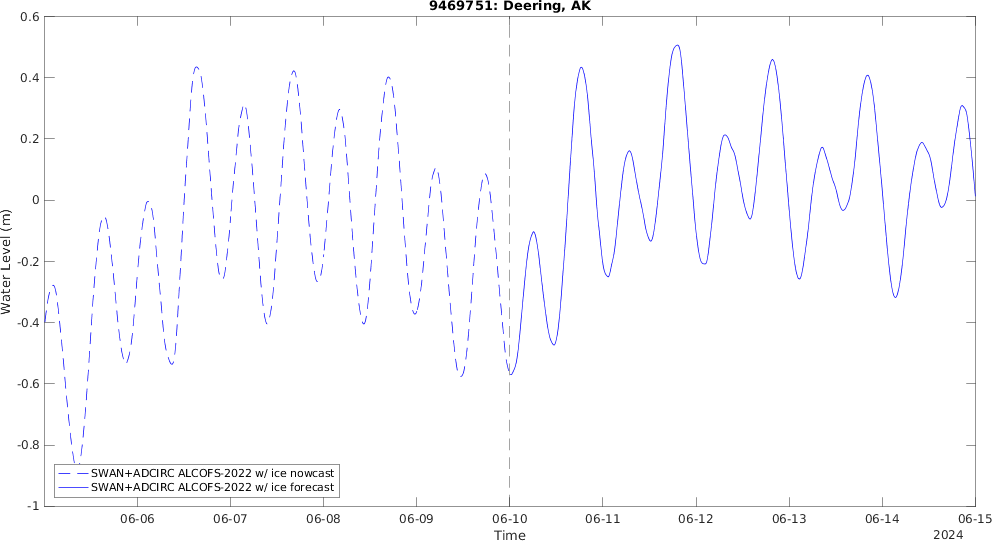 9469751: Deering, AK
0.6
0.4
0.2
0
-0.2
-0.4
-0.6
-0.8
-1
Water Level (m)
SWAN+ADCIRC ALCOFS-2022 w/ ice nowcast
SWAN+ADCIRC ALCOFS-2022 w/ ice forecast
06-06 06-07 06-08 06-09 06-10 06-11 06-12 06-13 06-14 06-15
Time
2024